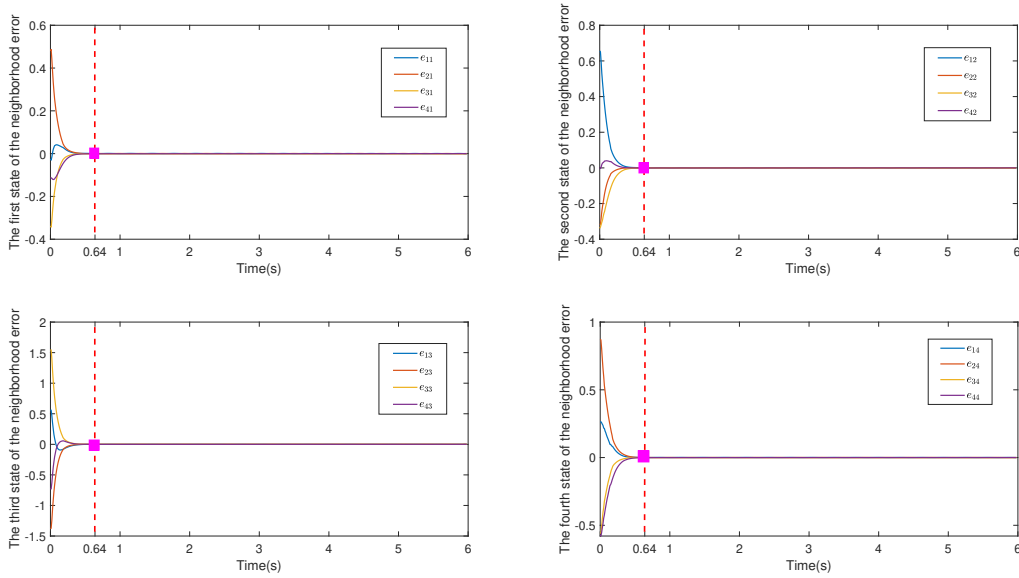 The first state of the neighborhood error
0.6
0.4
0.2
0
-0.2
-0.4
0
0.64
1
2
3
4
5
6
Time(s)
e11
e21
e31
e41
The second state of the neighborhood error
0.8
0.6
0.4
0.2
0
-0.2
-0.4
0
0.64
1
2
3
4
5
6
Time(s)
e12
e22
e32
e42
The third state of the neighborhood error
2
1.5
1
0.5
0
-0.5
1
-1.5
0
0.64
1
2
3
4
5
6
Time(s)
e13
e23
e33
e43
The fourth state of the neighborhood error
1
0.5
0
-0.5
0
0.64
1
2
3
4
5
6
Time(s)
e14
e24
e34
e44